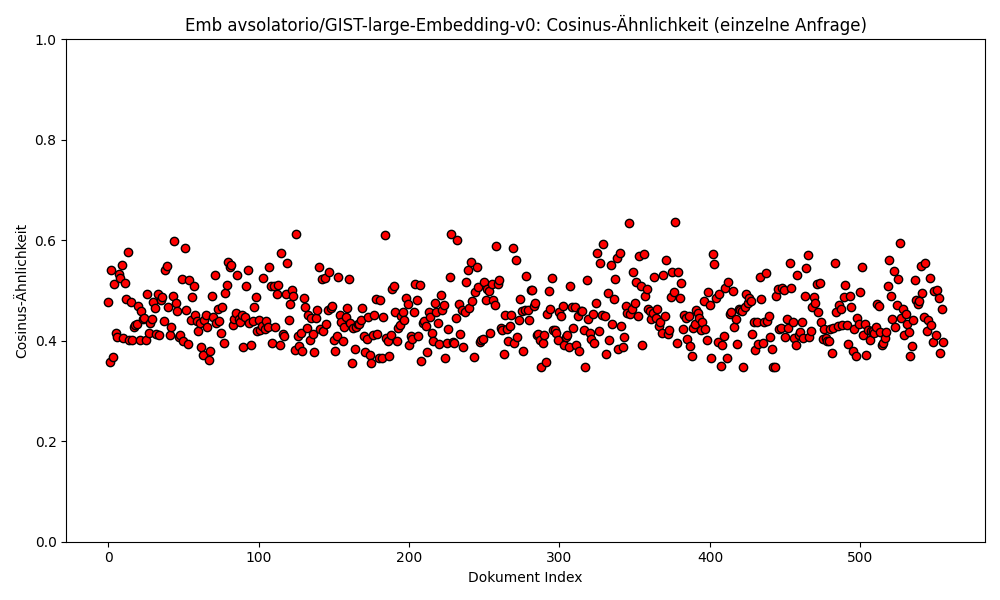 Emb avsolatorio/GIST-large-Embedding-v0: Cosinus-Ähnlichkeit (einzelne Anfrage)
1.0
0.8
0.6
0.4
0.2
0.0
Cosinus-Ähnlichkeit
0 100 200 300 400 500
Dokument Index